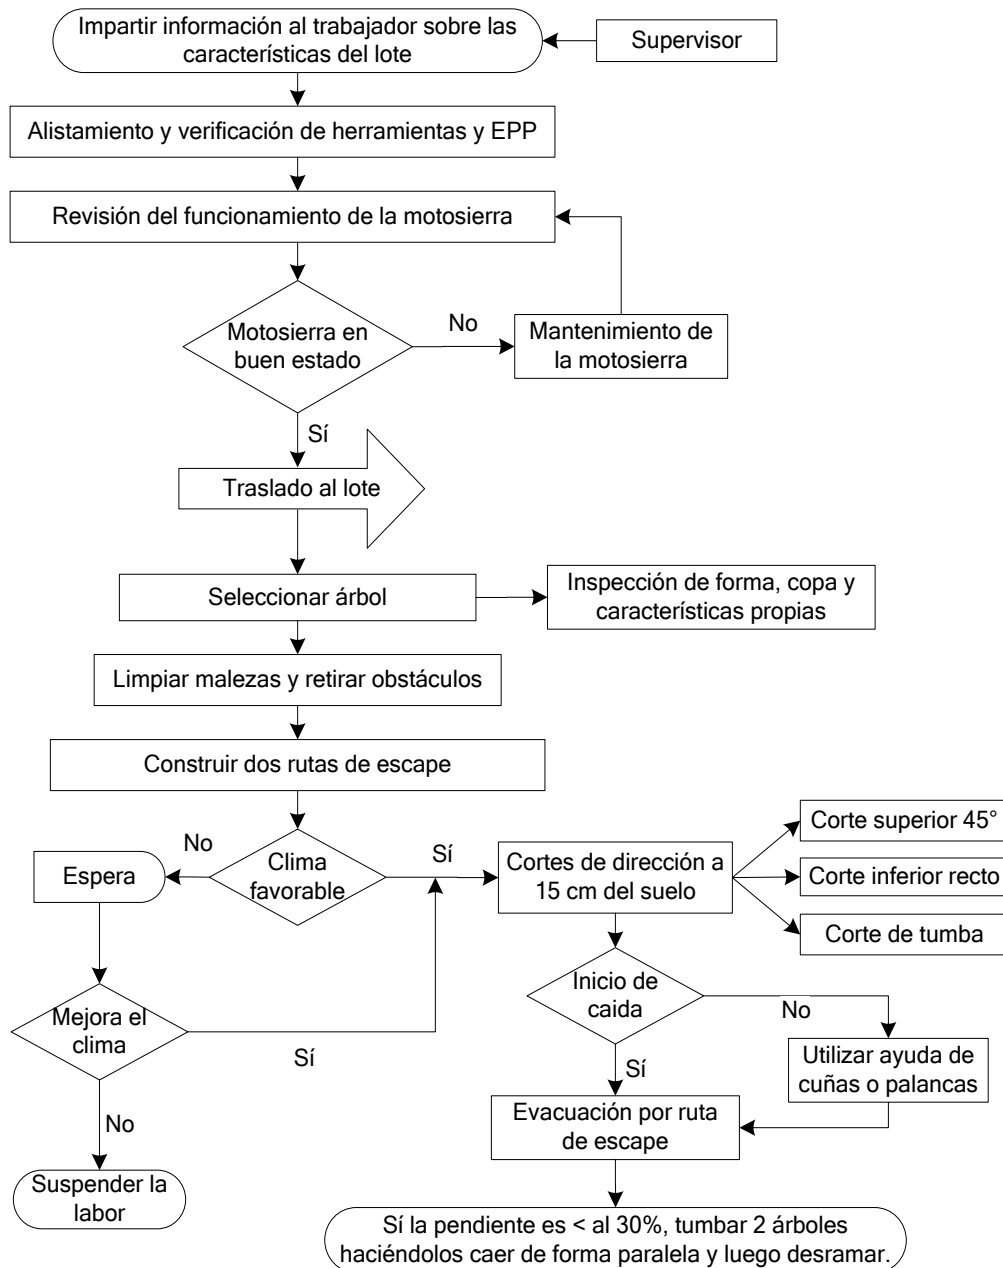 Impartir información al trabajador sobre las
características del lote
Supervisor
Alistamiento y verificación de herramientas y EPP
Revisión del funcionamiento de la motosierra
Motosierra en
buen estado
No
Mantenimiento de
la motosierra
Sí
Traslado al lote
Seleccionar árbol
Inspección de forma, copa y
características propias
Limpiar malezas y retirar obstáculos
Construir dos rutas de escape
Clima
favorable
No
Espera
Sí
Cortes de dirección a
15 cm del suelo
Corte superior 45°
Corte inferior recto
Corte de tumba
Mejora el
clima
Sí
No
Suspender la
labor
Inicio de
caida
No
Utilizar ayuda de
cuñas o palancas
Sí
Evacuación por ruta
de escape
Sí la pendiente es < al 30%, tumbar 2 árboles
haciéndolos caer de forma paralela y luego desramar.